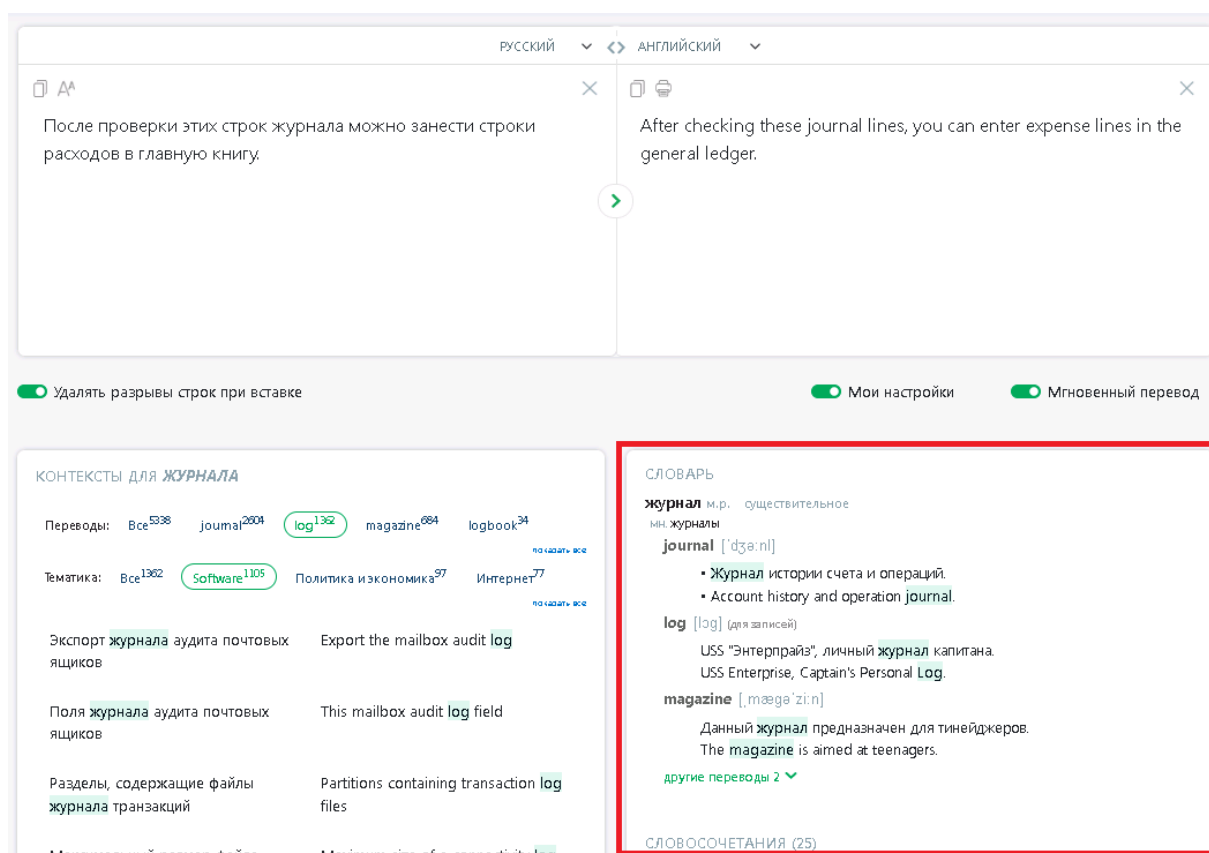 РУССКИЙ АНГЛИЙСКИЙ
После проверки этих строк журнала можно занести строки
расходов в главную книгу.
After checking these journal lines, you can enter expense lines in the
general ledger.
Удалять разрывы строк при вставке
Мои настройки
Мгновенный перевод
КОНТЕКСТЫ ДЛЯ ЖУРНАЛА
Переводы: Все5338 journal2604 log1362 magazine684 logbook34
показать все
Тематика: Все1362 Software1105 Политика и экономика97 Интернет77
показать все
Экспорт журнала аудита почтовых
ящиков
Export the mailbox audit log
Поля журнала аудита почтовых
ящиков
This mailbox audit log field
Разделы, содержащие файлы
журнала транзакций
Partitions containing transaction log
files
СЛОВАРЬ
журнал м.р. существительное
мн. журналы
journal [ˈdʒəːnl]
• Журнал истории счета и операций.
• Account history and operation journal.
log [lɔg] (для записей)
USS "Энтерпрайз", личный журнал капитана.
USS Enterprise, Captain's Personal Log.
magazine [ˌmægəˈziːn]
Данный журнал предназначен для тинейджеров.
The magazine is aimed at teenagers.
другие переводы 2
СЛОВОСОЧЕТАНИЯ (25)